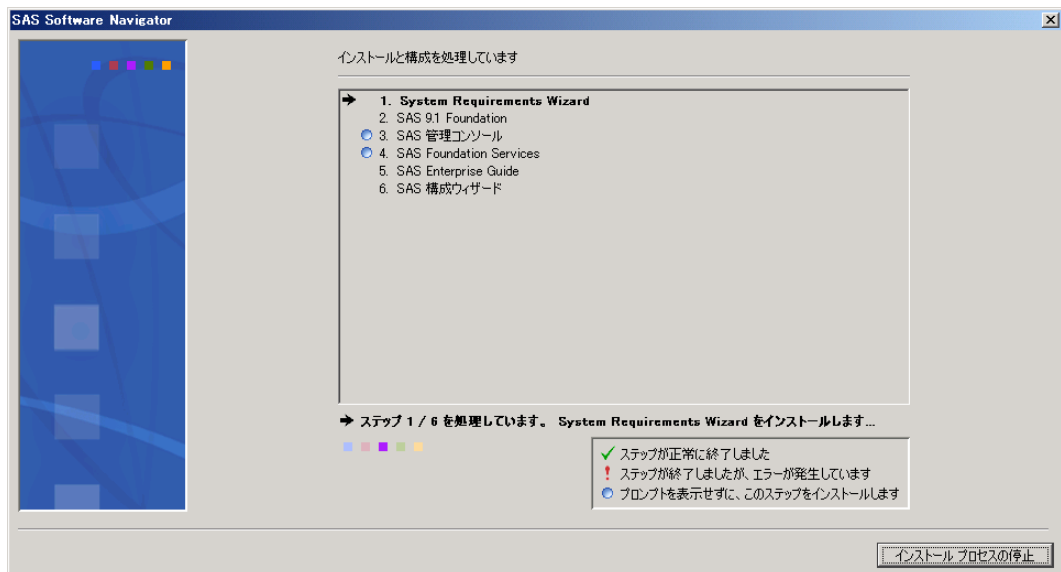 SAS Software Navigator
インストールと構成を処理しています
1. System Requirements Wizard
2. SAS 9.1 Foundation
3. SAS 管理コンソール
4. SAS Foundation Services
5. SAS Enterprise Guide
6. SAS 構成ウィザード
ステップ 1 / 6 を処理しています。 System Requirements Wizard をインストールします...
ステップが正常に終了しました
ステップが終了しましたが、エラーが発生しています
プロンプトを表示せずに、このステップをインストールします
インストール プロセスの停止